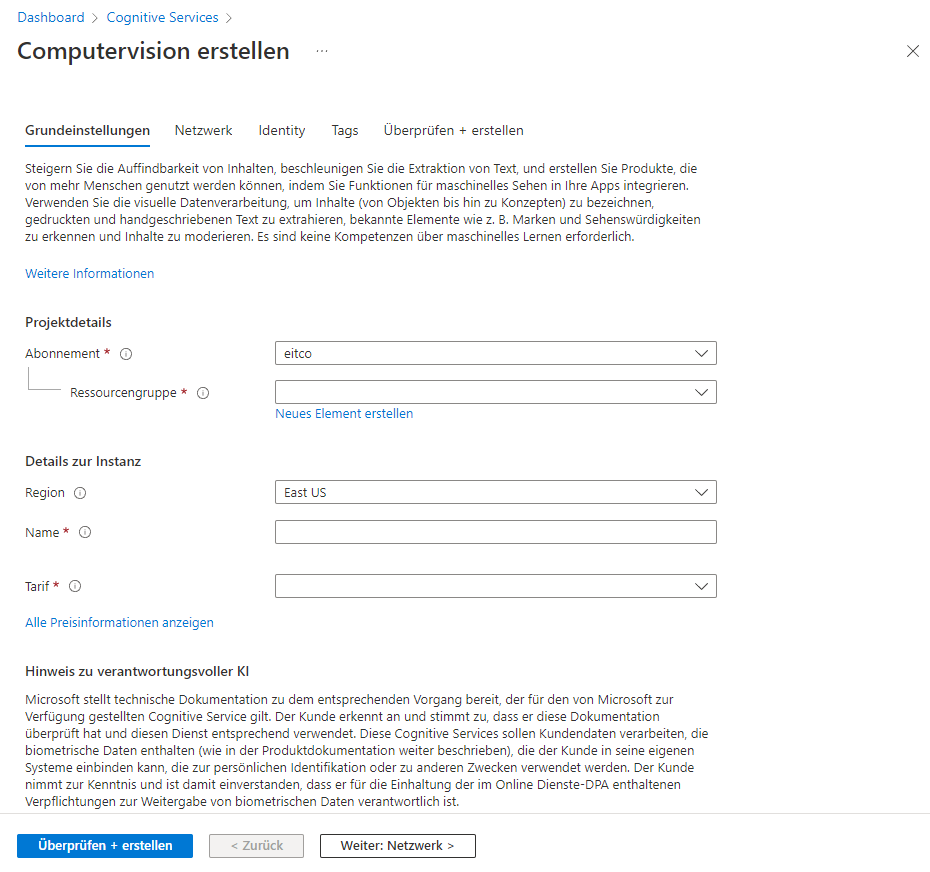 Dashboard > Cognitive Services >
Computervision erstellen ...
Grundeinstellungen Netzwerk Identity Tags Überprüfen + erstellen
Steigern Sie die Auffindbarkeit von Inhalten, beschleunigen Sie die Extraktion von Text, und erstellen Sie Produkte, die
von mehr Menschen genutzt werden können, indem Sie Funktionen für maschinelles Sehen in Ihre Apps integrieren.
Verwenden Sie die visuelle Datenverarbeitung, um Inhalte (von Objekten bis hin zu Konzepten) zu bezeichnen,
gedruckten und handgeschriebenen Text zu extrahieren, bekannte Elemente wie z. B. Marken und Sehenswürdigkeiten
zu erkennen und Inhalte zu moderieren. Es sind keine Kompetenzen über maschinelles Lernen erforderlich.
Weitere Informationen
Projektdetails
Abonnement * eitco
Ressourcengruppe *
Neues Element erstellen
Details zur Instanz
Region East US
Name *
Tarif *
Alle Preisinformationen anzeigen
Hinweis zu verantwortungsvoller KI
Microsoft stellt technische Dokumentation zu dem entsprechenden Vorgang bereit, der für den von Microsoft zur
Verfügung gestellten Cognitive Service gilt. Der Kunde erkennt an und stimmt zu, dass er diese Dokumentation
überprüft hat und diesen Dienst entsprechend verwendet. Diese Cognitive Services sollen Kundendaten verarbeiten, die
biometrische Daten enthalten (wie in der Produktdokumentation weiter beschrieben), die der Kunde in seine eigenen
Systeme einbinden kann, die zur persönlichen Identifikation oder zu anderen Zwecken verwendet werden. Der Kunde
nimmt zur Kenntnis und ist damit einverstanden, dass er für die Einhaltung der im Online Dienste-DPA enthaltenen
Verpflichtungen zur Weitergabe von biometrischen Daten verantwortlich ist.
Überprüfen + erstellen < Zurück Weiter: Netzwerk >